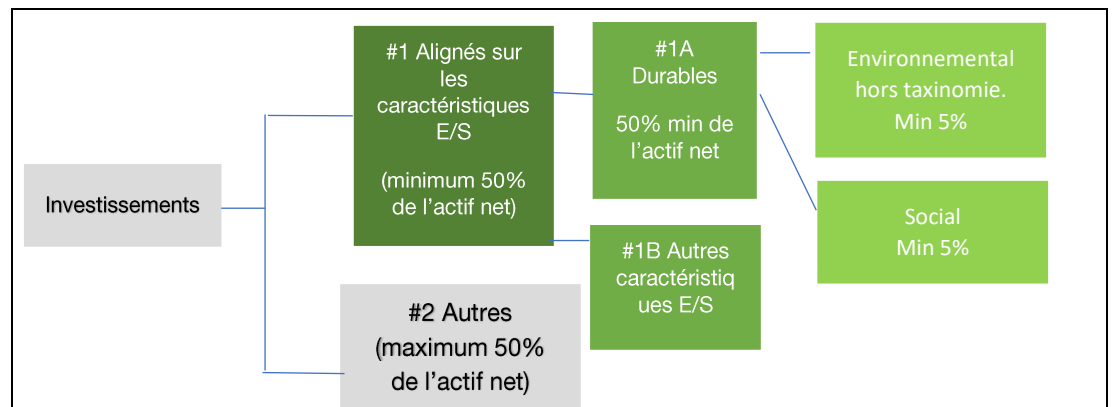 Investissements
#1 Alignés sur
les
caractéristiques
E/S
(minimum 50%
de l’actif net)
#2 Autres
(maximum 50%
de l’actif net)
#1A
Durables
50% min de
l’actif net
#1B Autres
caractéristiq
ues E/S
Environnemental
hors taxinomie.
Min 5%
Social
Min 5%